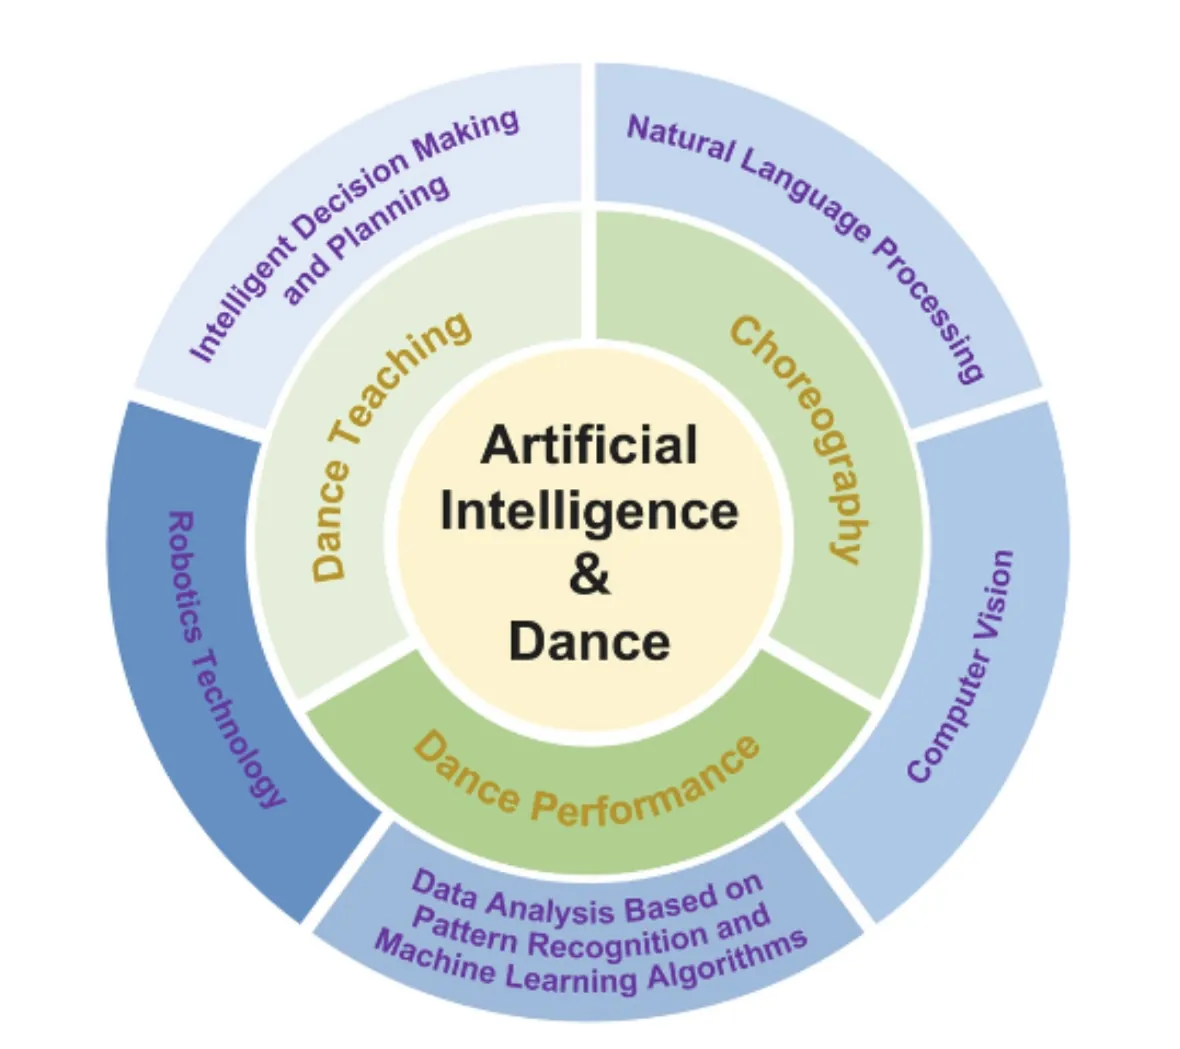 Artificial
Intelligence
&
Dance
Dance Teaching
Choreography
Dance Performance
Intelligent Decision Making
and Planning
Natural Language Processing
Computer Vision
Data Analysis Based on
Pattern Recognition and
Machine Learning Algorithms
Robotics Technology